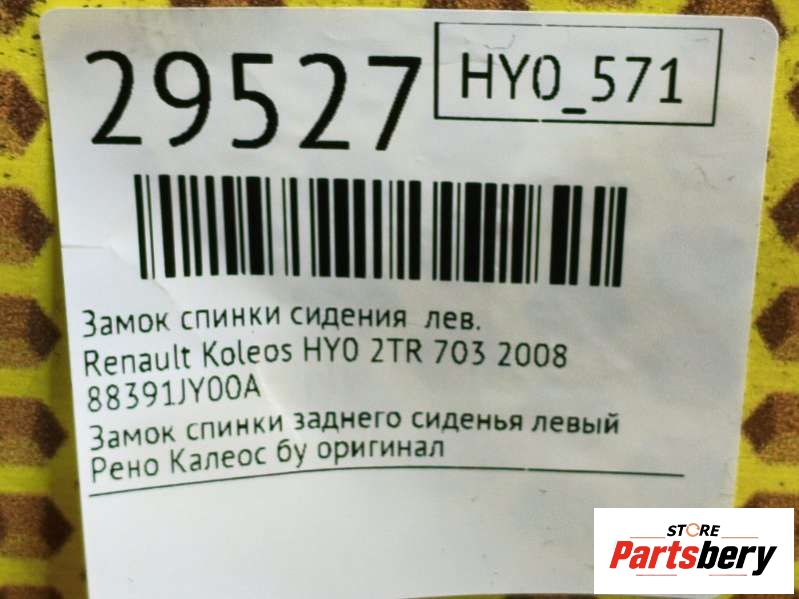 29527
HY0_571
Замок спинки сидения лев.
Renault Koleos HY0 2TR 703 2008
88391JY00A
Замок спинки заднего сиденья левый
Рено Калеос бу оригинал
STORE
Partsbery